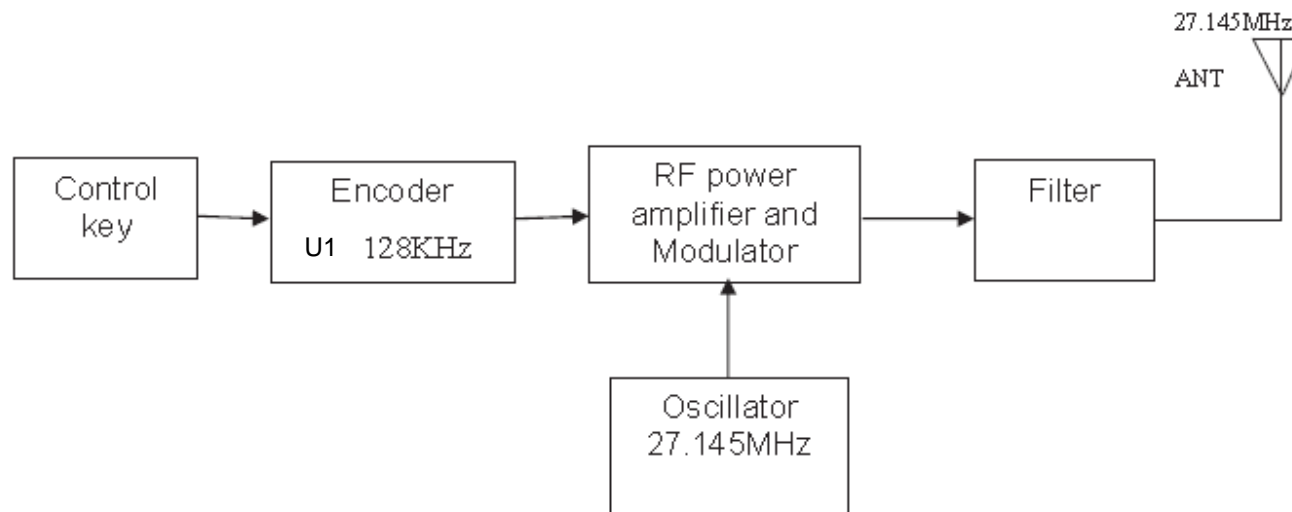 27.145MHz
ANT
Control
key
Encoder
U1 128KHz
RF power
amplifier and
Modulator
Filter
Oscillator
27.145MHz